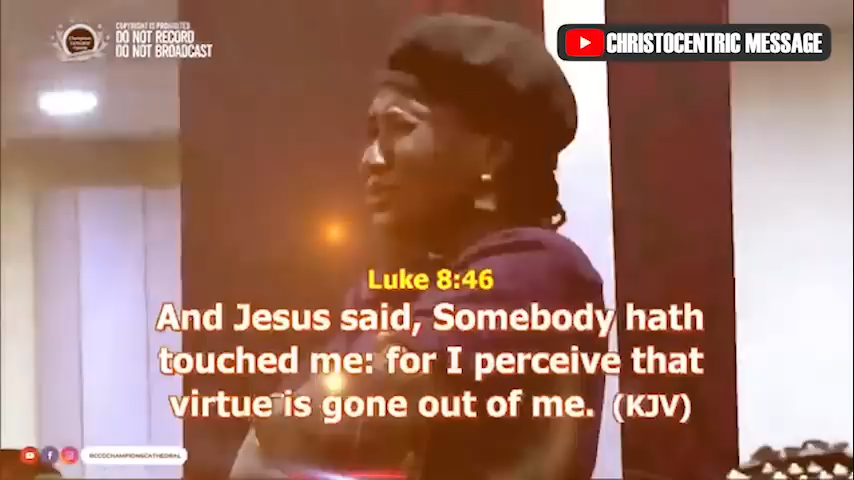 COPYRIGHT IS PROHIBITED
DO NOT RECORD
DO NOT BROADCAST
CHRISTOCENTRIC MESSAGE
Luke 8:46
And Jesus said, Somebody hath
touched me: for I perceive that
virtue is gone out of me. (KJV)
RCCGCHAMPIONSCATHEDRAL